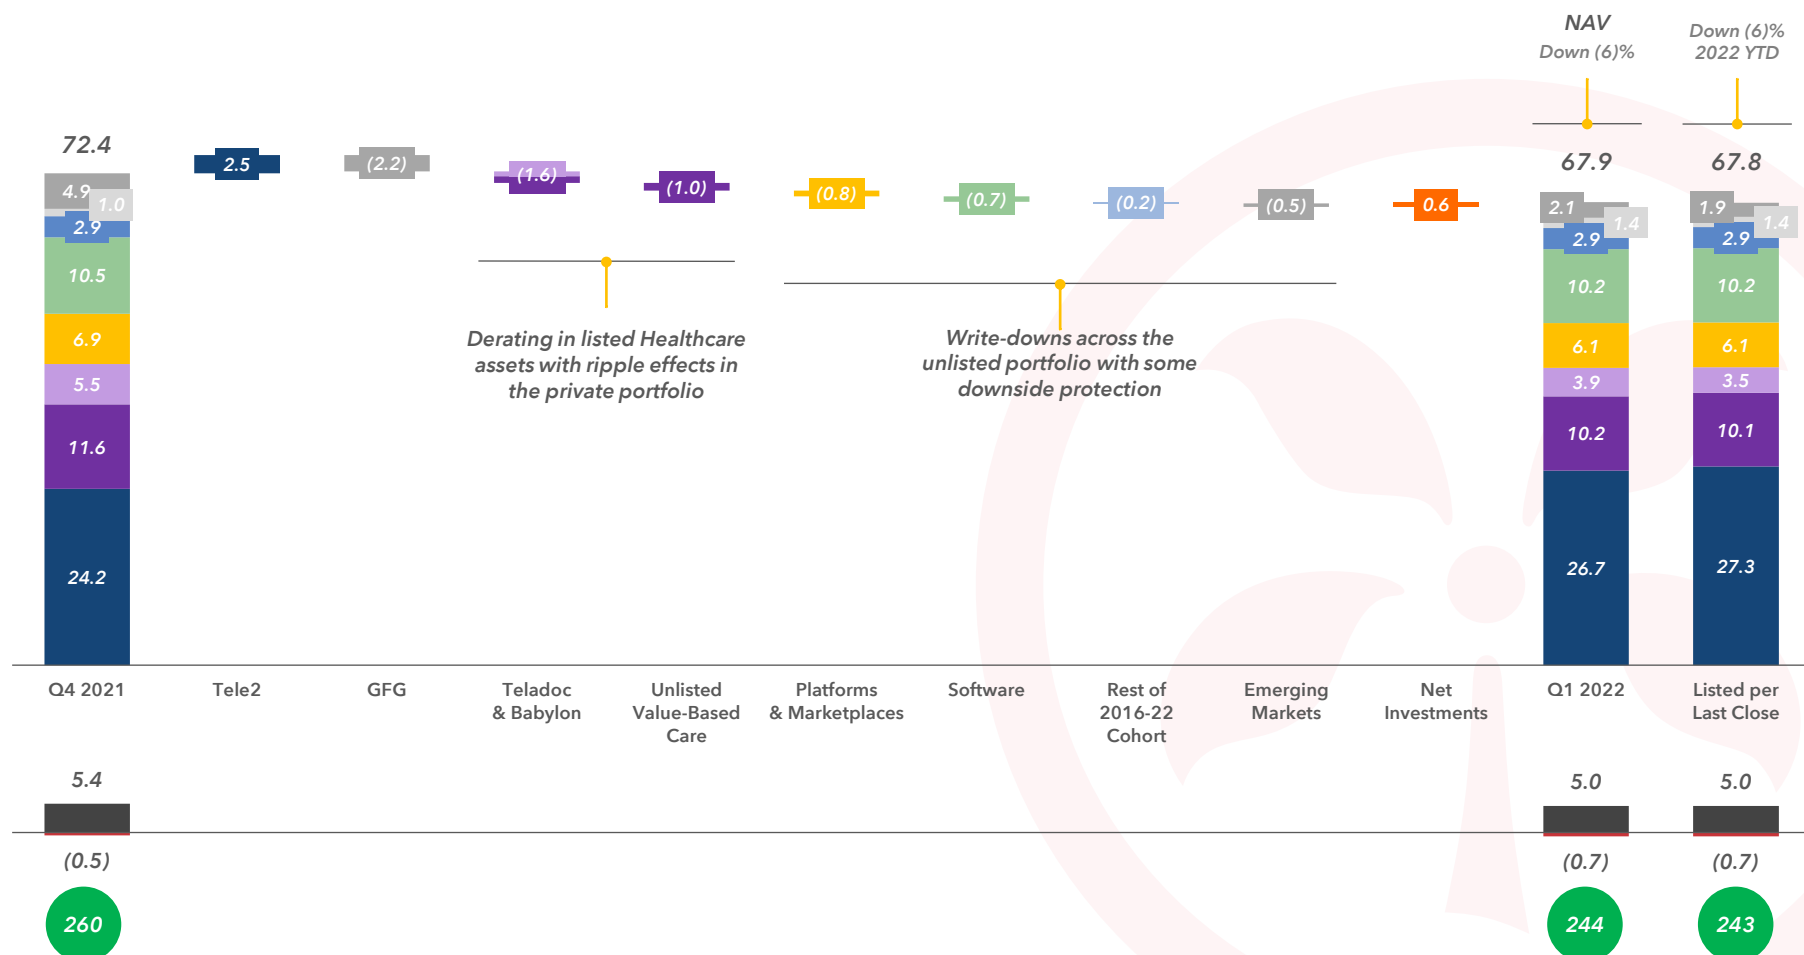 NAV
Down (6)%
Down (6)%
2022 YTD
72.4
67.9
67.8
4.9
1.0
2.9
10.5
6.9
5.5
11.6
24.2
2.5
(2.2)
(1.6)
(1.0)
(0.8)
(0.7)
(0.2)
(0.5)
0.6
2.1
1.4
2.9
10.2
6.1
3.9
10.2
26.7
1.9
1.4
2.9
10.2
6.1
3.5
10.1
27.3
Derating in listed Healthcare
assets with ripple effects in
the private portfolio
Write-downs across the
unlisted portfolio with some
downside protection
Q4 2021
Tele2
GFG
Teladoc
& Babylon
Unlisted
Value-Based
Care
Platforms
& Marketplaces
Software
Rest of
2016-22
Cohort
Emerging
Markets
Net
Investments
Q1 2022
Listed per
Last Close
5.4
5.0
5.0
(0.5)
(0.7)
(0.7)
260
244
243